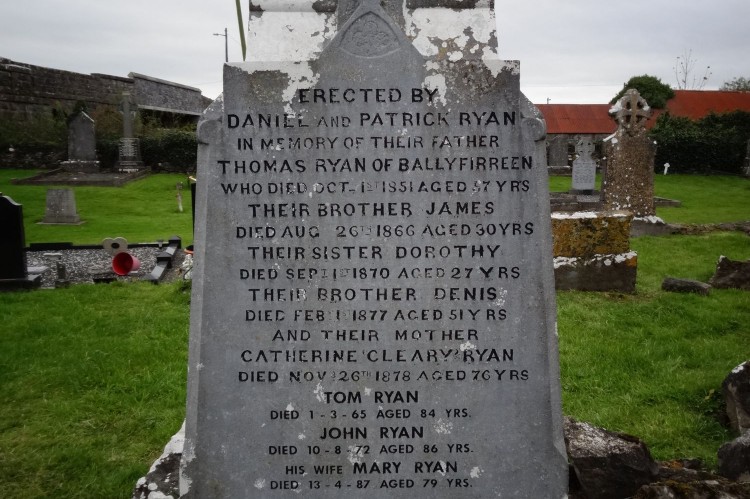 ERECTED BY
DANIEL AND PATRICK RYAN
IN MEMORY OF THEIR FATHER
THOMAS RYAN OF BALLYFIRREEN
WHO DIED OCT. 1ST 1851 AGED 57 YRS
THEIR BROTHER JAMES
DIED AUG 26TH 1866 AGED 30 YRS
THEIR SISTER DOROTHY
DIED SEPT 1ST 1870 AGED 27 YRS
THEIR BROTHER DENIS
DIED FEB 1ST 1877 AGED 51 YRS
AND THEIR MOTHER
CATHERINE (CLEARY) RYAN
DIED NOV. 26TH 1878 AGED 76 YRS
TOM RYAN
DIED 1-3-65 AGED 84 YRS.
JOHN RYAN
DIED 10-8-72 AGED 86 YRS.
HIS WIFE MARY RYAN
DIED 13-4-87 AGED 79 YRS.